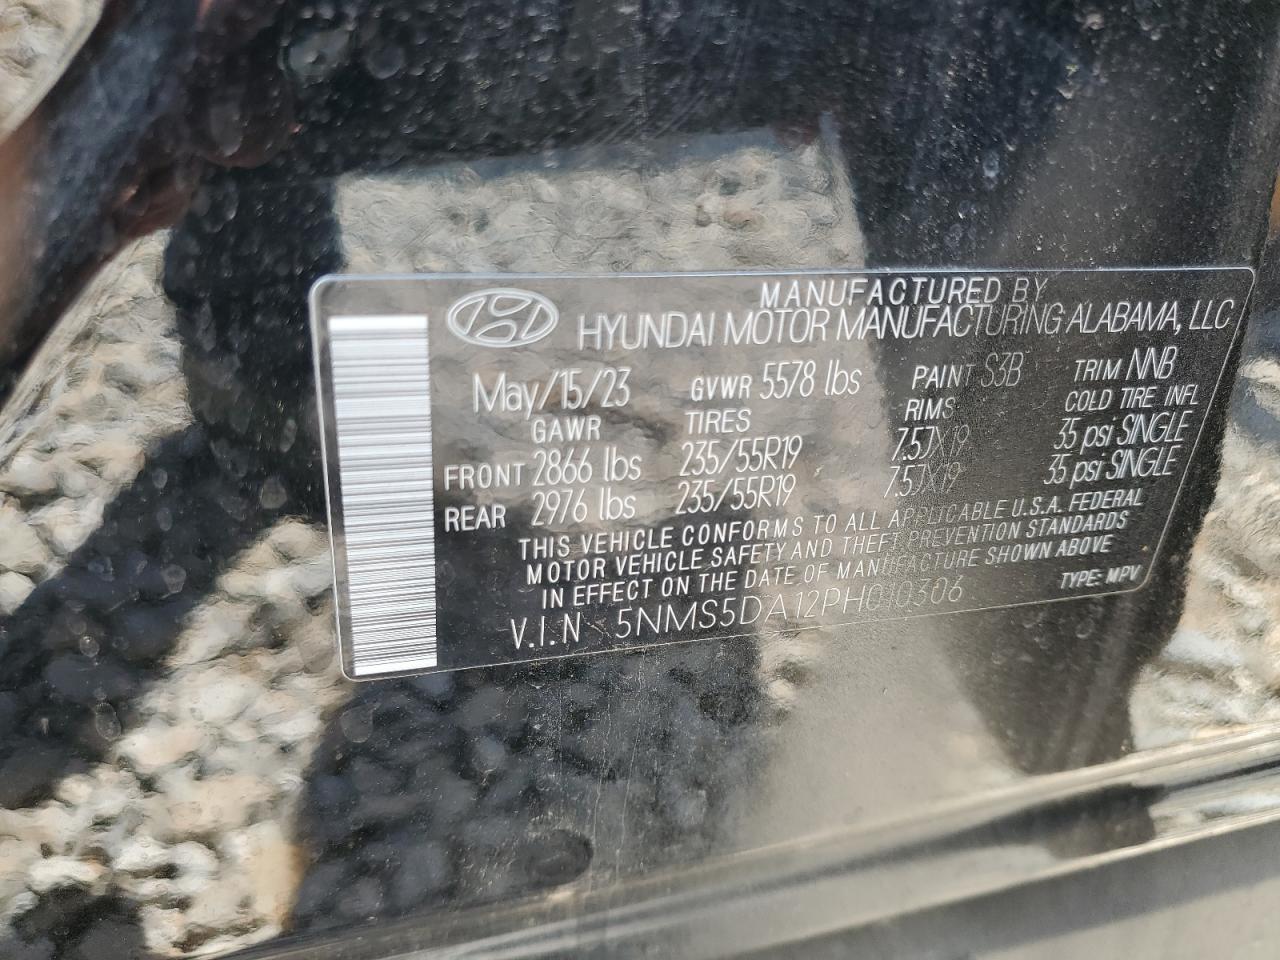 MANUFACTURED BY
HYUNDAI MOTOR MANUFACTURING ALABAMA, LLC
May/15/23 GVWR 5578 lbs PAINT S3B TRIM NNB
GAWR TIRES RIMS COLD TIRE INFL
FRONT 2866 lbs 235/55R19 7.5JX19 35 psi SINGLE
REAR 2976 lbs 235/55R19 7.5JX19 35 psi SINGLE
THIS VEHICLE CONFORMS TO ALL APPLICABLE U.S.A. FEDERAL
MOTOR VEHICLE SAFETY AND THEFT PREVENTION STANDARDS
IN EFFECT ON THE DATE OF MANUFACTURE SHOWN ABOVE
V.I.N 5NMS5DA12PH010306 TYPE: MPV